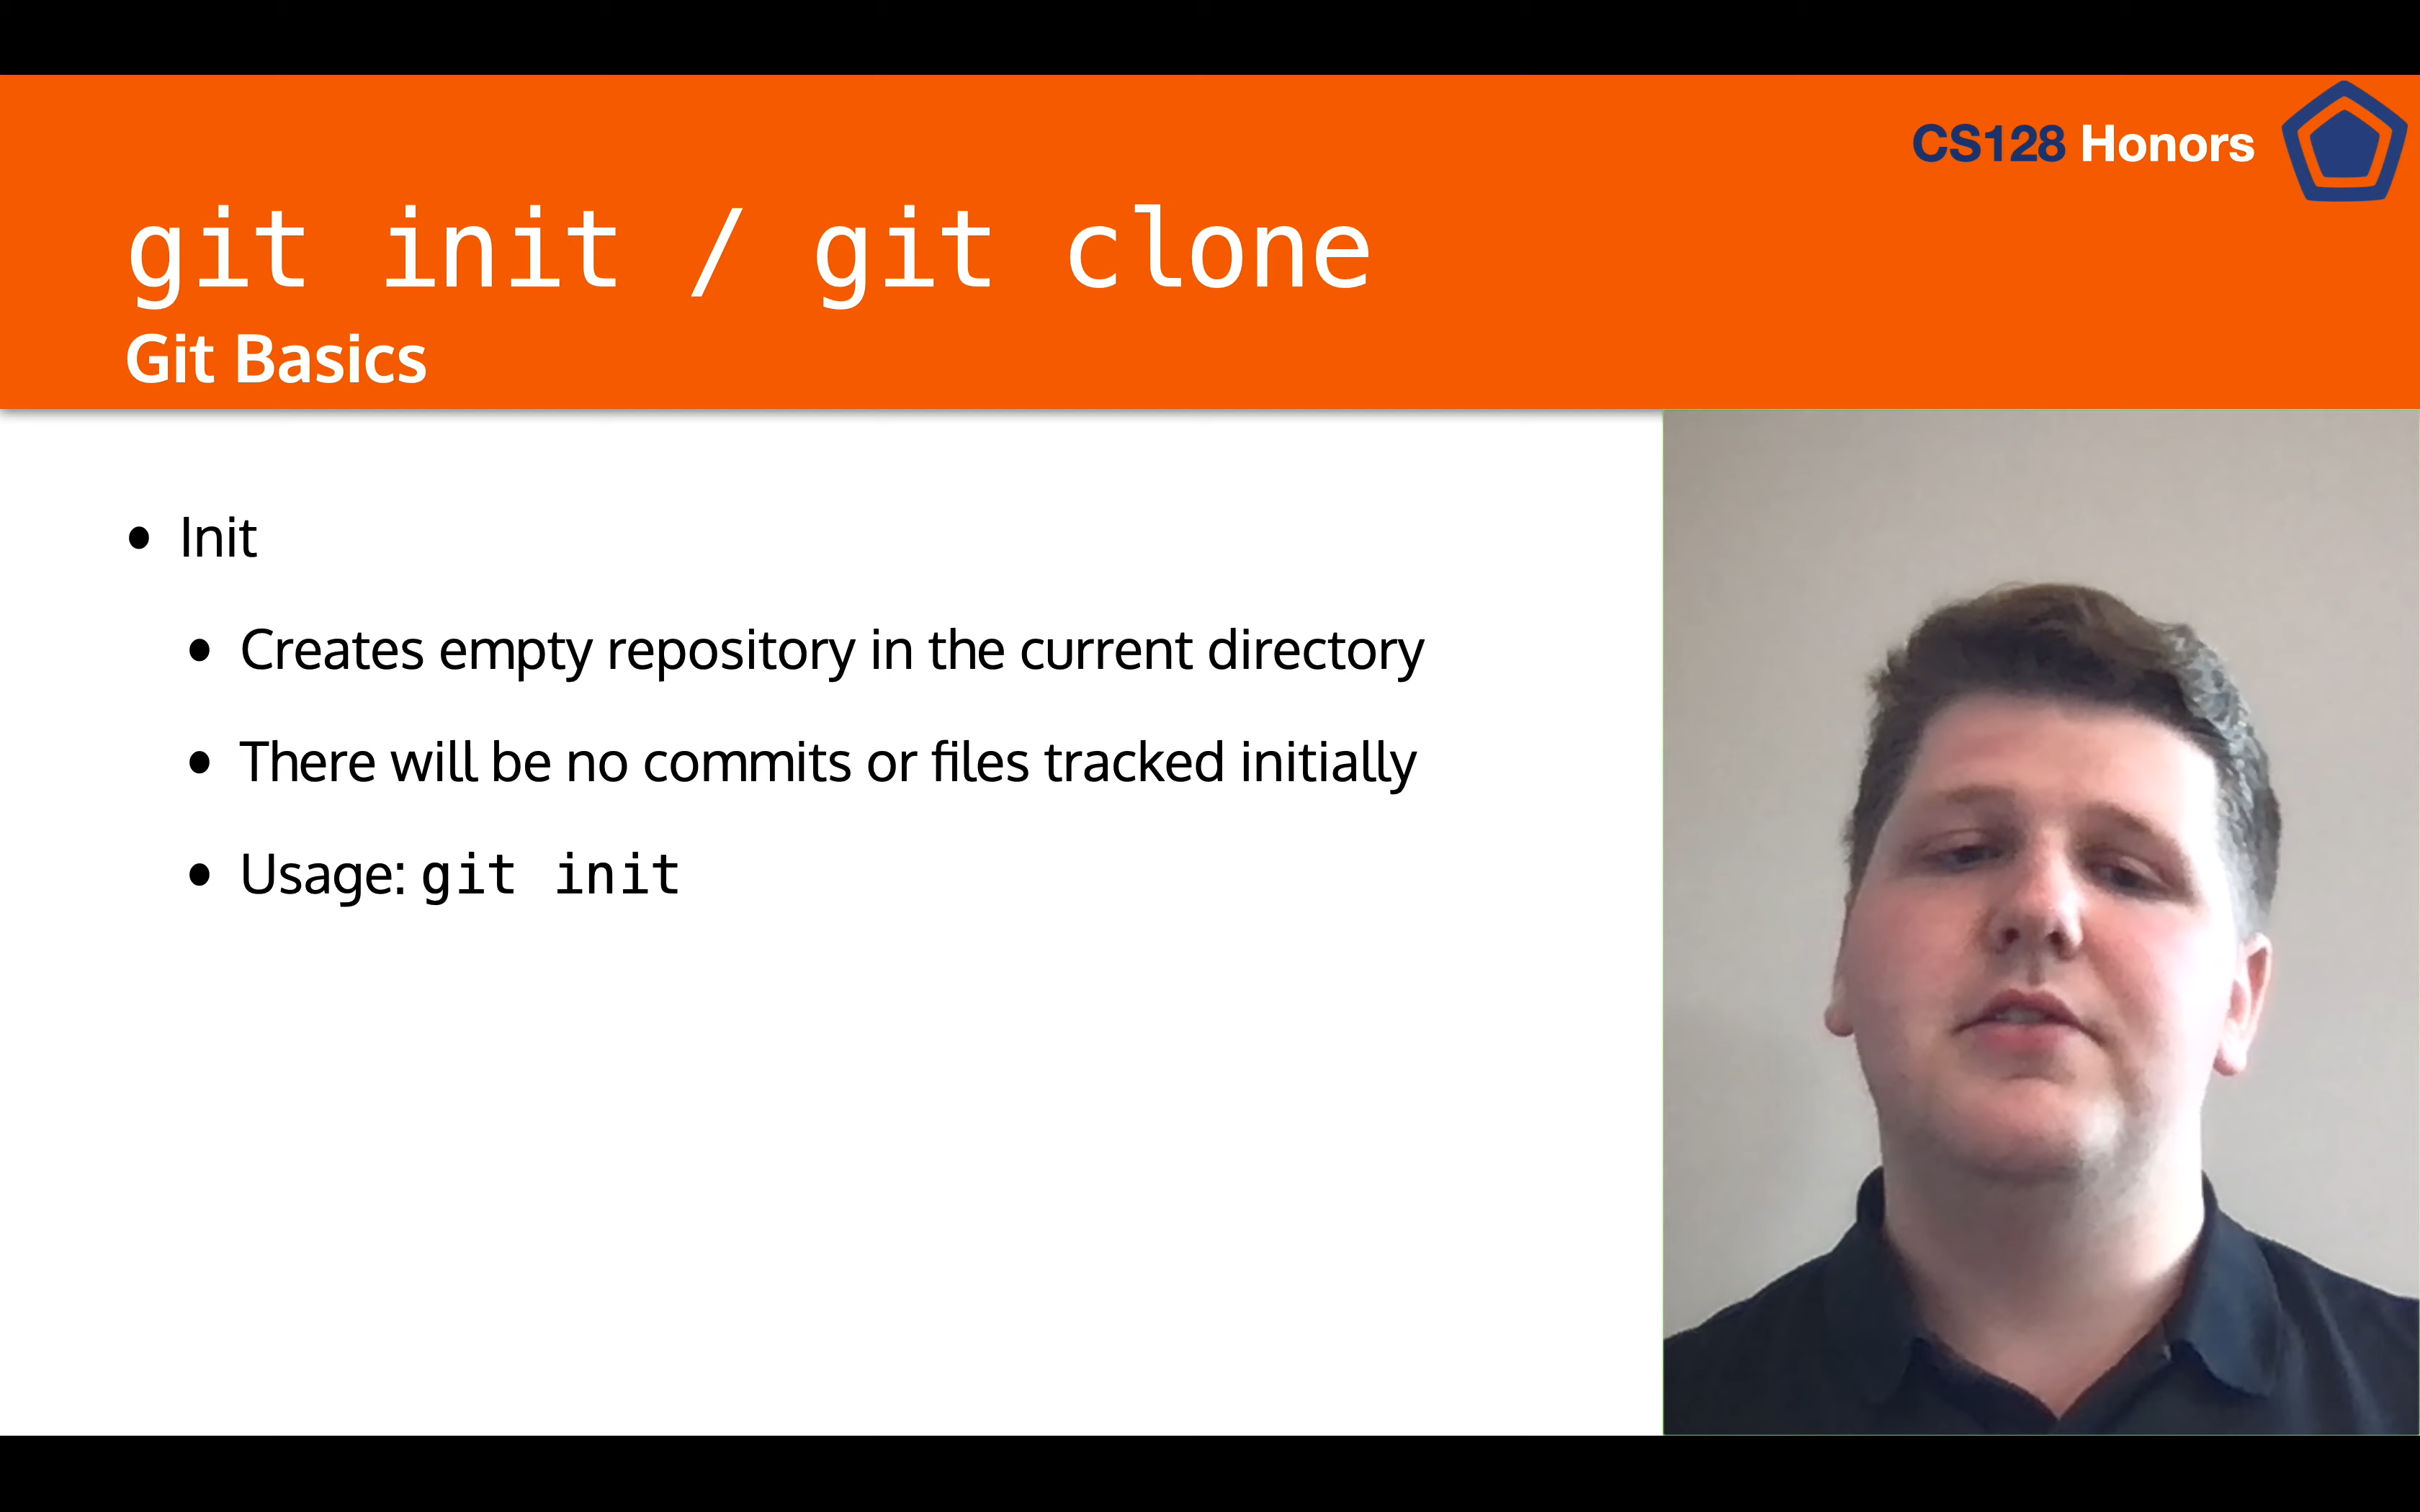 CS128 Honors
git init / git clone
Git Basics
• Init
• Creates empty repository in the current directory
• There will be no commits or files tracked initially
• Usage: git init